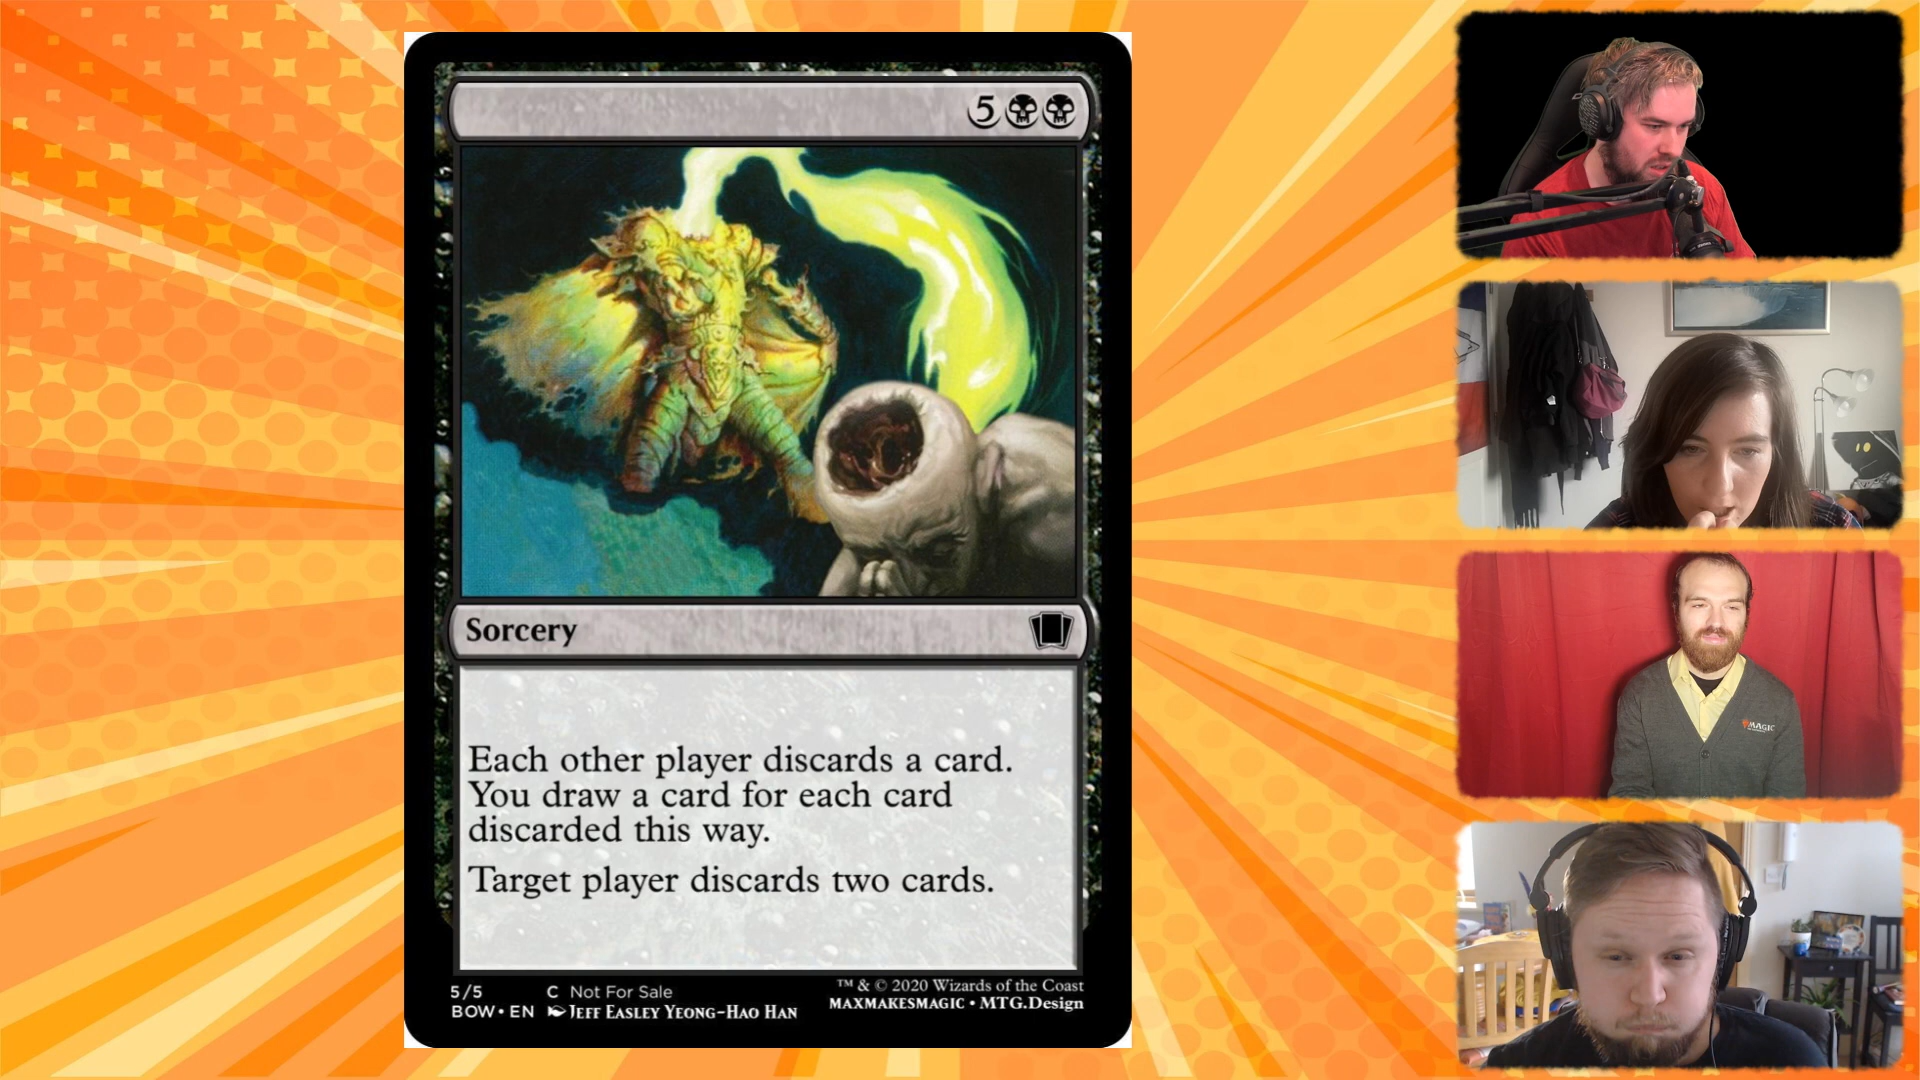 5
Sorcery
Each other player discards a card.
You draw a card for each card
discarded this way.
Target player discards two cards.
5/5 C Not For Sale
BOW • EN Jeff Easley Yeong-Hao Han
™ & © 2020 Wizards of the Coast
MAXMAKESMAGIC • MTG.Design
MAGIC